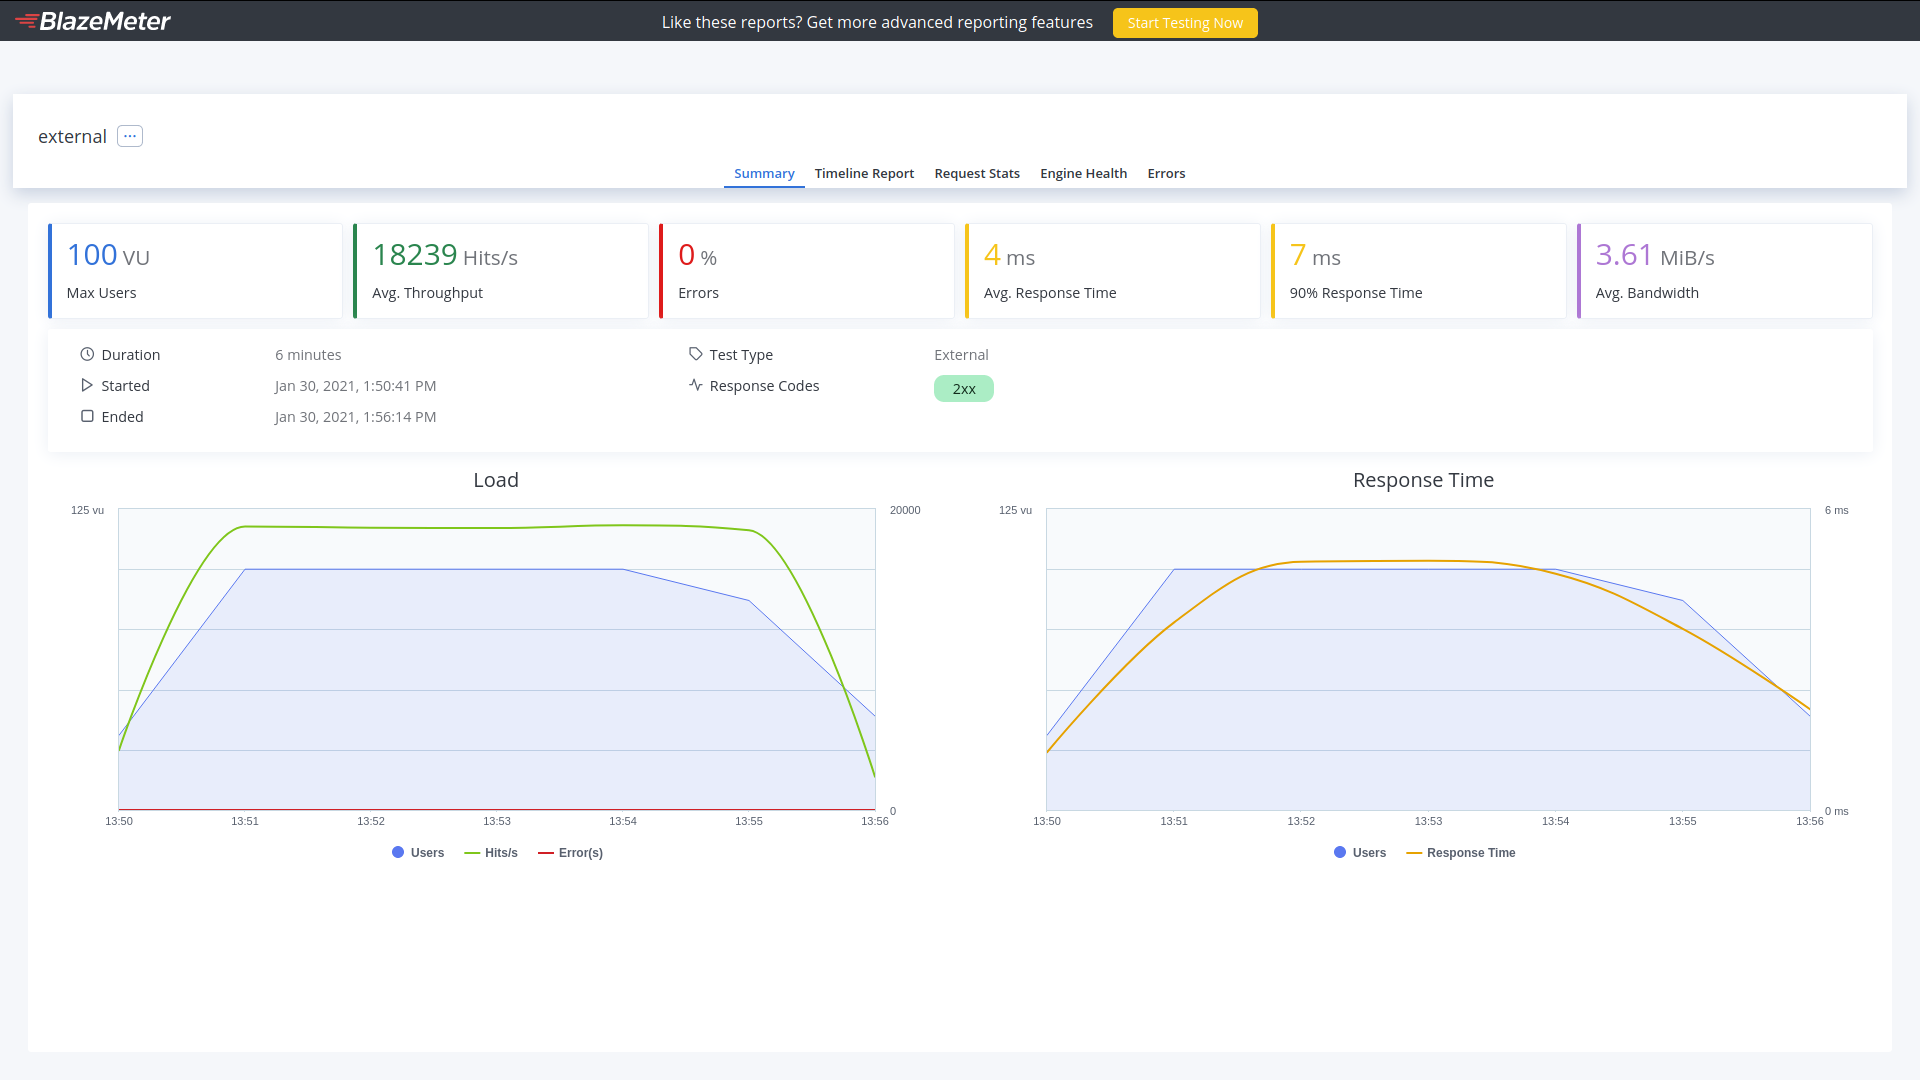 BlazeMeter
Like these reports? Get more advanced reporting features
Start Testing Now
external
Summary
Timeline Report
Request Stats
Engine Health
Errors
100 VU
Max Users
18239 Hits/s
Avg. Throughput
0 %
Errors
4 ms
Avg. Response Time
7 ms
90% Response Time
3.61 MiB/s
Avg. Bandwidth
Duration 6 minutes
Started Jan 30, 2021, 1:50:41 PM
Ended Jan 30, 2021, 1:56:14 PM
Test Type External
Response Codes 2xx
Load
125 vu
20000
0
13:50 13:51 13:52 13:53 13:54 13:55 13:56
Users Hits/s Error(s)
Response Time
125 vu
6 ms
0 ms
13:50 13:51 13:52 13:53 13:54 13:55 13:56
Users Response Time